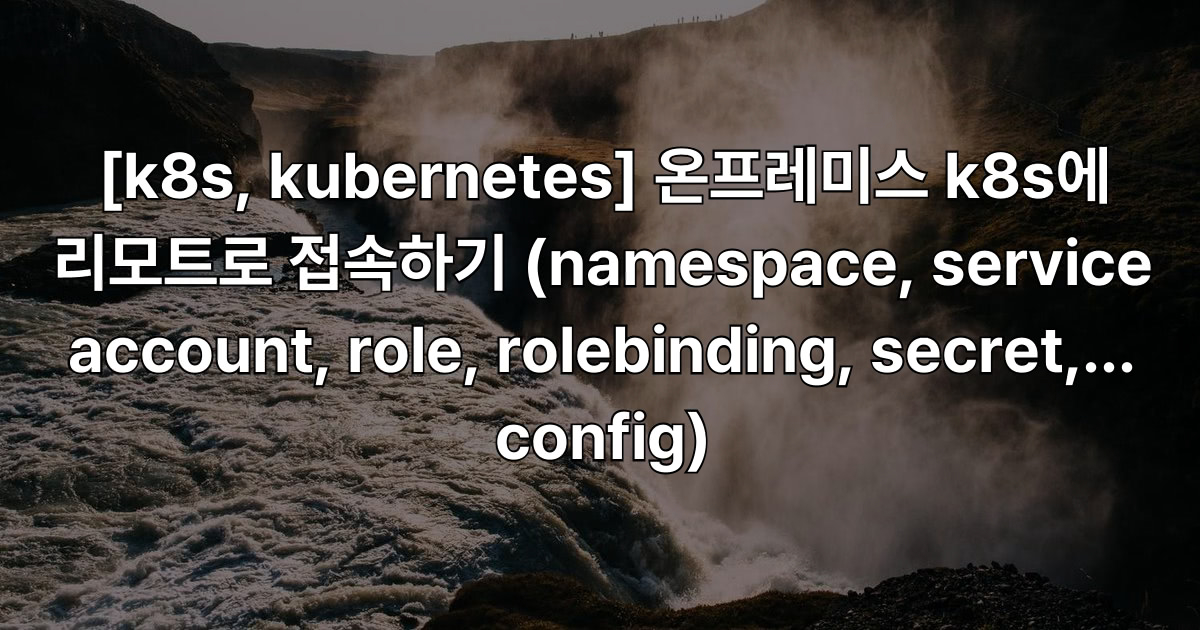 [k8s, kubernetes] 온프레미스 k8s에
리모트로 접속하기 (namespace, service
account, role, rolebinding, secret,...
config)